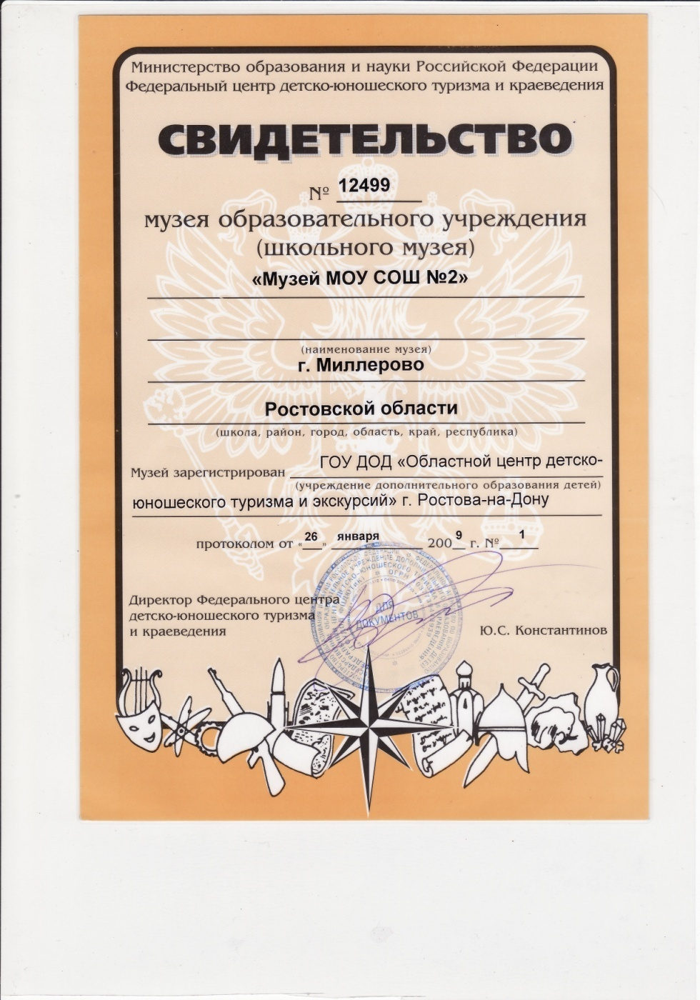 Министерство образования и науки Российской Федерации
Федеральный центр детско-юношеского туризма и краеведения
СВИДЕТЕЛЬСТВО
№ 12499
музея образовательного учреждения
(школьного музея)
«Музей МОУ СОШ №2»
(наименование музея)
г. Миллерово
Ростовской области
(школа, район, город, область, край, республика)
Музей зарегистрирован ГОУ ДОД «Областной центр детско-
(учреждение дополнительного образования детей)
юношеского туризма и экскурсий» г. Ростова-на-Дону
протоколом от «26» января 2009 г. № 1
Директор Федерального центра
детско-юношеского туризма
и краеведения
Ю.С. Константинов
ДЛЯ
ДОКУМЕНТОВ